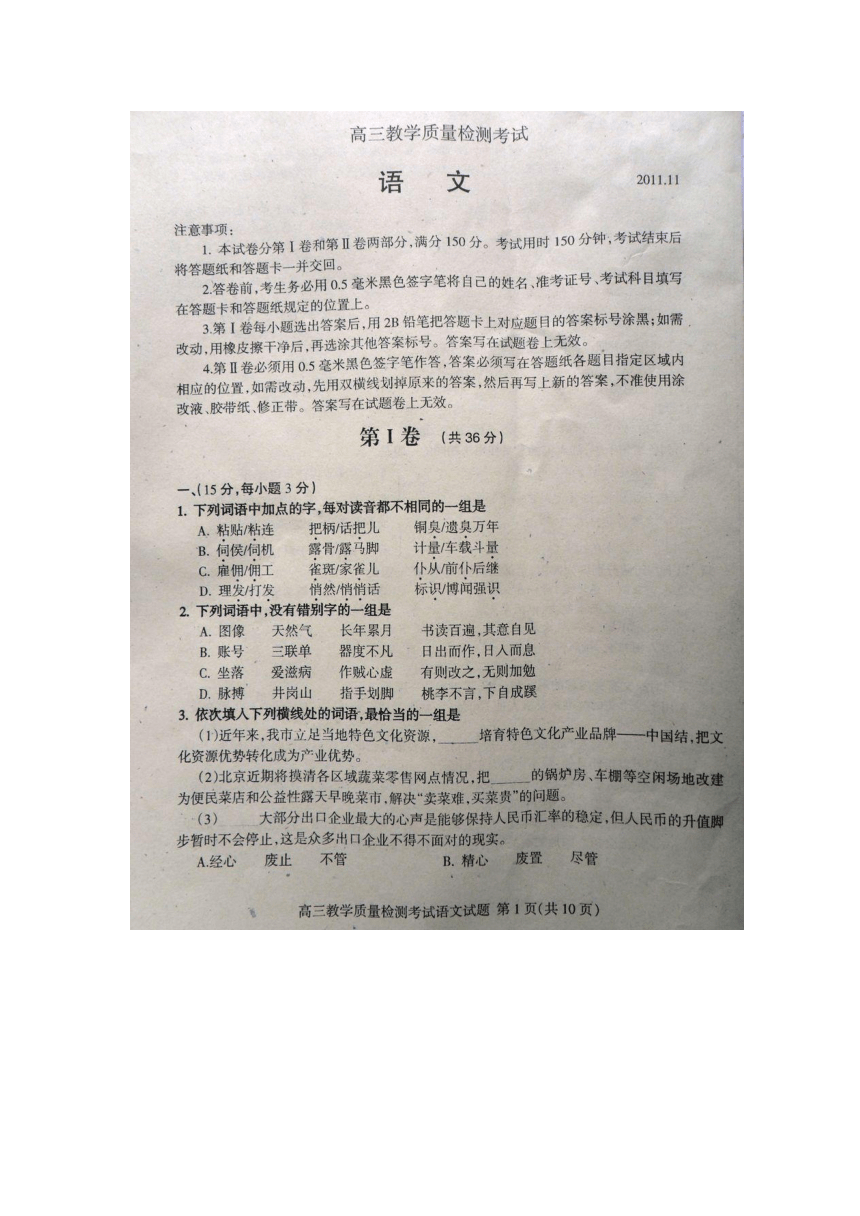 高三教学质量检测考试
语 文
2011.11
注意事项：
1. 本试卷分第Ⅰ卷和第Ⅱ卷两部分,满分 150 分。考试用时 150 分钟,考试结束后
将答题纸和答题卡一并交回。
2.答卷前,考生务必用 0.5 毫米黑色签字笔将自己的姓名、准考证号、考试科目填写
在答题卡和答题纸规定的位置上。
3.第Ⅰ卷每小题选出答案后,用 2B 铅笔把答题卡上对应题目的答案标号涂黑;如需
改动,用橡皮擦干净后,再选涂其他答案标号。答案写在试题卷上无效。
4.第Ⅱ卷必须用 0.5 毫米黑色签字笔作答,答案必须写在答题纸各题目指定区域内
相应的位置,如需改动,先用双横线划掉原来的答案,然后再写上新的答案,不准使用涂
改液、胶带纸、修正带。答案写在试题卷上无效。
第Ⅰ卷 (共 36 分)
一、(15 分,每小题 3 分)
1. 下列词语中加点的字,每对读音都不相同的一组是
A. 粘贴/粘连 把柄/话把儿 铜臭/遗臭万年
B. 伺侯/伺机 露骨/露马脚 计量/车载斗量
C. 雇佣/佣工 雀斑/家雀儿 仆从/前仆后继
D. 理发/打发 悄然/悄悄话 标识/博闻强识
2. 下列词语中,没有错别字的一组是
A. 图像 天然气 长年累月 书读百遍,其意自见
B. 账号 三联单 器度不凡 日出而作,日入而息
C. 坐落 爱滋病 作贼心虚 有则改之,无则加勉
D. 脉搏 井岗山 指手划脚 桃李不言,下自成蹊
3. 依次填入下列横线处的词语,最恰当的一组是
(1)近年来,我市立足当地特色文化资源,______培育特色文化产业品牌——中国结,把文
化资源优势转化成为产业优势。
(2)北京近期将摸清各区域蔬菜零售网点情况,把______的锅炉房、车棚等空闲场地改建
为便民菜店和公益性露天早晚菜市,解决“卖菜难,买菜贵”的问题。
(3)______大部分出口企业最大的心声是能够保持人民币汇率的稳定,但人民币的升值脚
步暂时不会停止,这是众多出口企业不得不面对的现实。
A.经心 废止 不管 B. 精心 废置 尽管
高三教学质量检测考试语文试题 第 1 页(共 10 页)